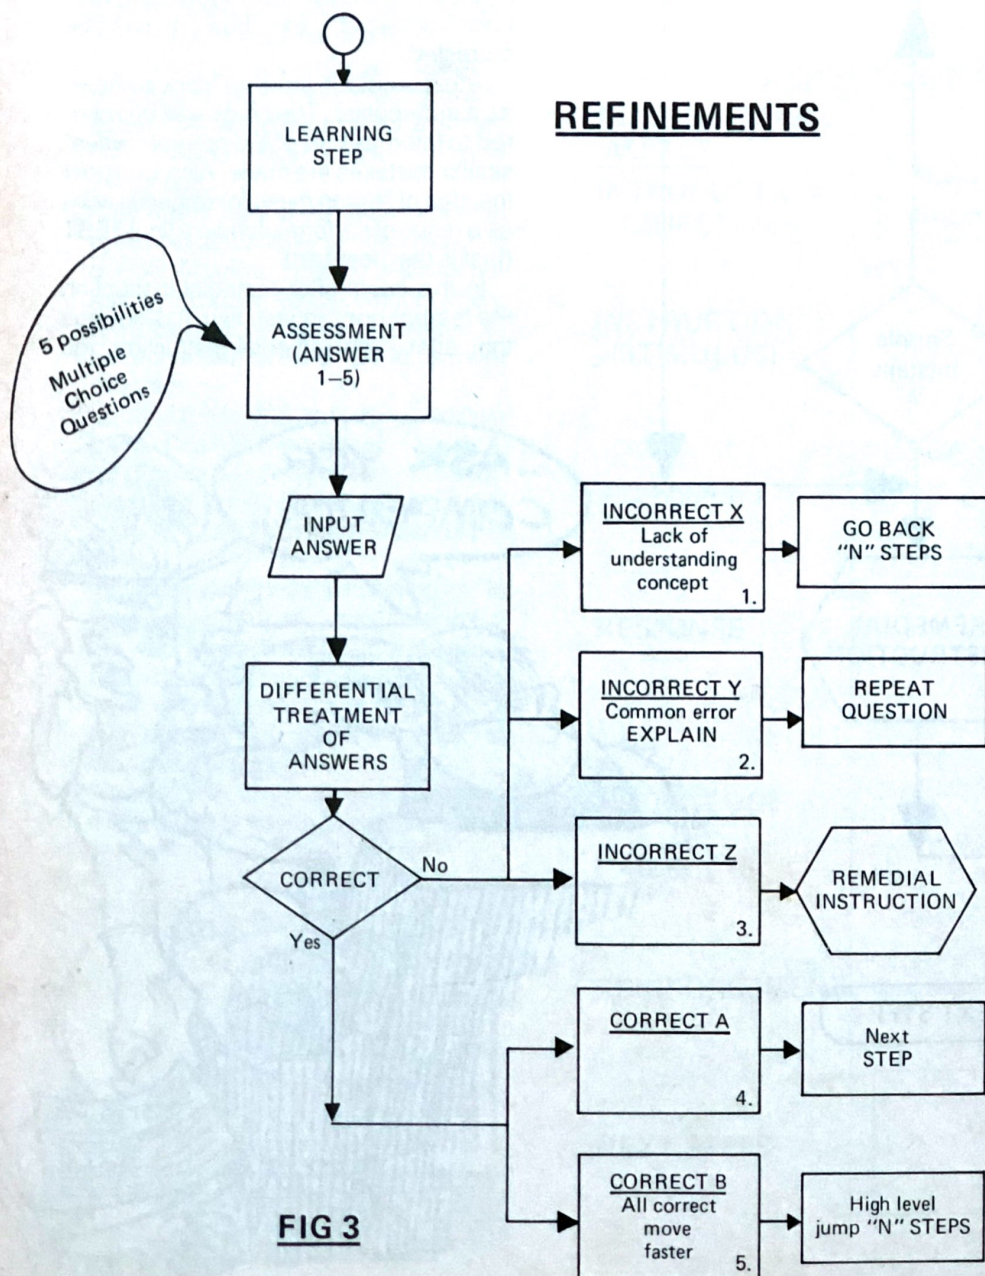 REFINEMENTS
LEARNING
STEP
5 possibilities
Multiple
Choice
Questions
ASSESSMENT
(ANSWER
1–5)
INPUT
ANSWER
DIFFERENTIAL
TREATMENT
OF
ANSWERS
CORRECT
No
Yes
INCORRECT X
Lack of
understanding
concept
1.
GO BACK
"N" STEPS
INCORRECT Y
Common error
EXPLAIN
2.
REPEAT
QUESTION
INCORRECT Z
3.
REMEDIAL
INSTRUCTION
CORRECT A
4.
Next
STEP
CORRECT B
All correct
move
faster
5.
High level
jump "N" STEPS
FIG 3